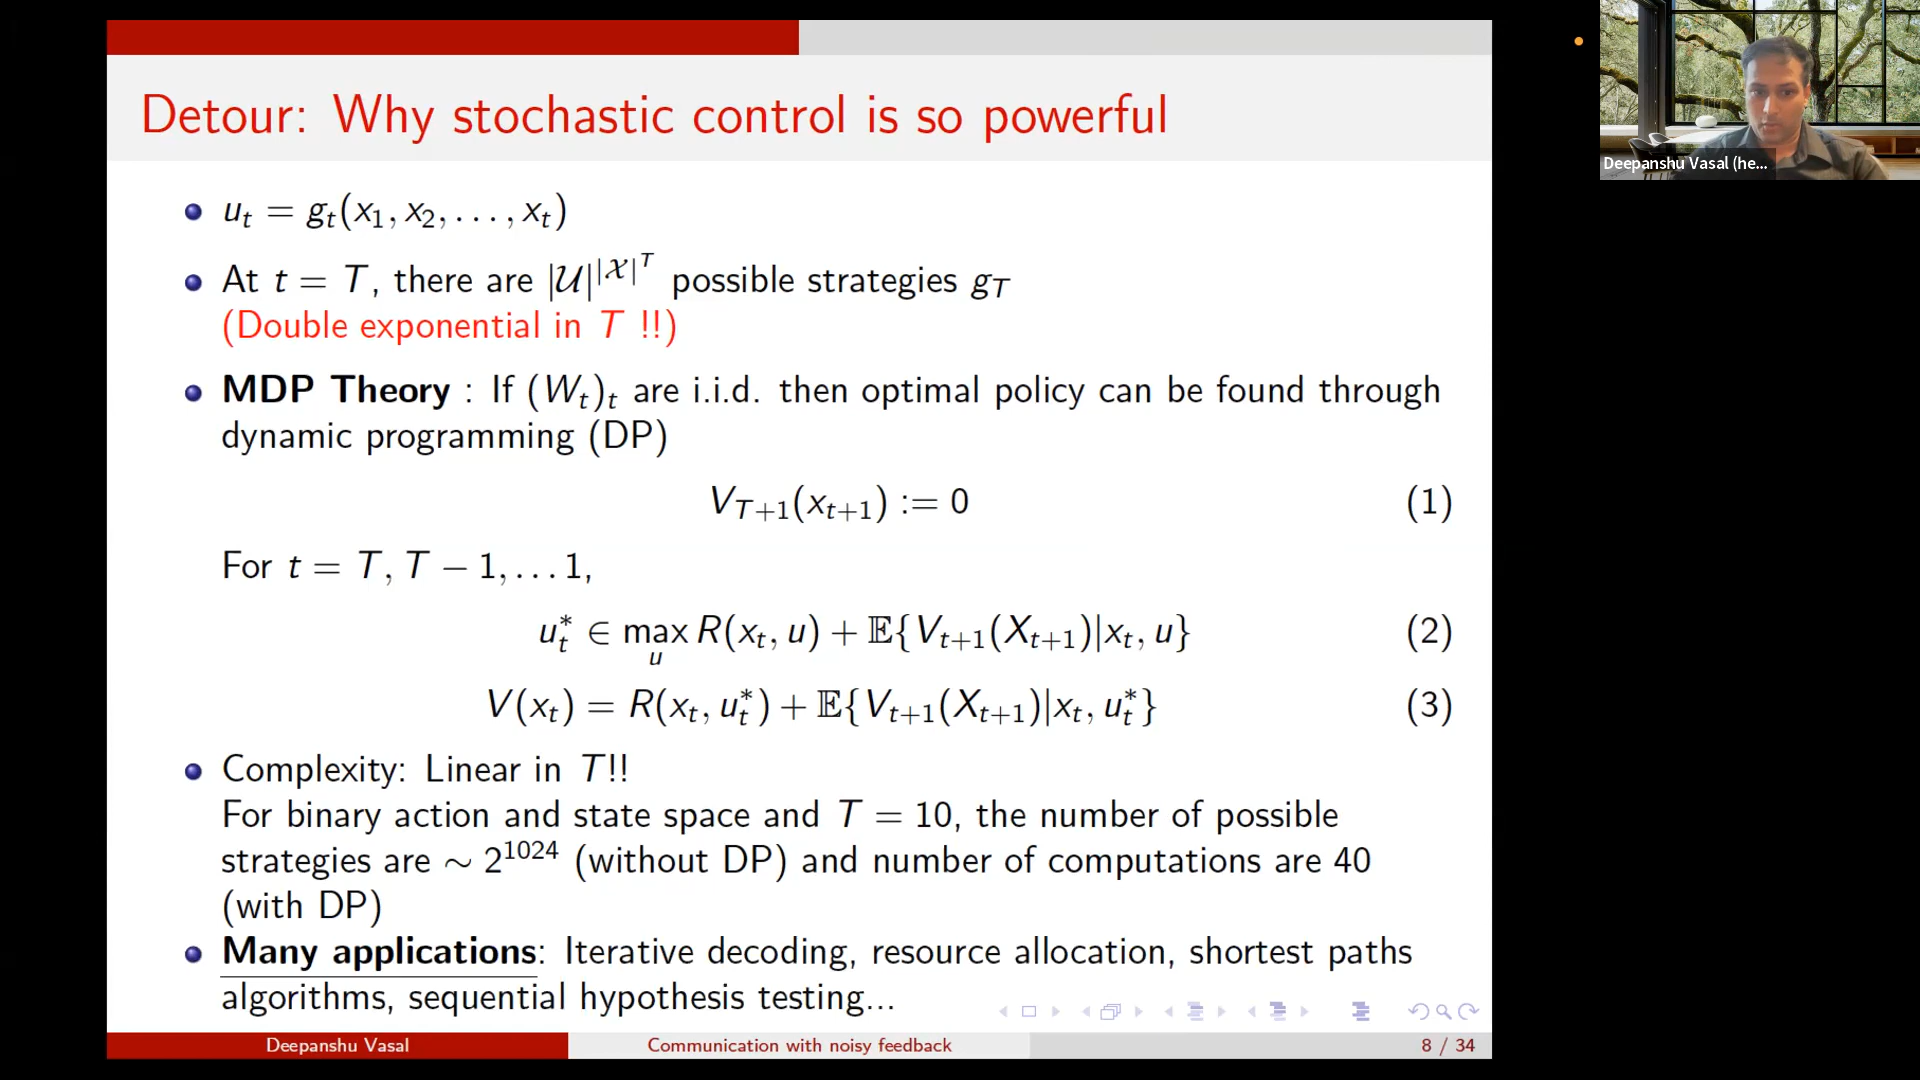 Detour: Why stochastic control is so powerful
u_t = g_t(x_1, x_2, . . . , x_t)
At t = T, there are |𝒰|^{|𝒳|^T} possible strategies g_T
(Double exponential in T !!)
MDP Theory : If (W_t)_t are i.i.d. then optimal policy can be found through
dynamic programming (DP)
V_{T+1}(x_{t+1}) := 0 (1)
For t = T, T − 1, . . . 1,
u_t^* ∈ max_u R(x_t, u) + 𝔼{V_{t+1}(X_{t+1})|x_t, u} (2)
V(x_t) = R(x_t, u_t^*) + 𝔼{V_{t+1}(X_{t+1})|x_t, u_t^*} (3)
Complexity: Linear in T!!
For binary action and state space and T = 10, the number of possible
strategies are ∼ 2^{1024} (without DP) and number of computations are 40
(with DP)
Many applications: Iterative decoding, resource allocation, shortest paths
algorithms, sequential hypothesis testing...
Deepanshu Vasal Communication with noisy feedback 8 / 34
Deepanshu Vasal (he...